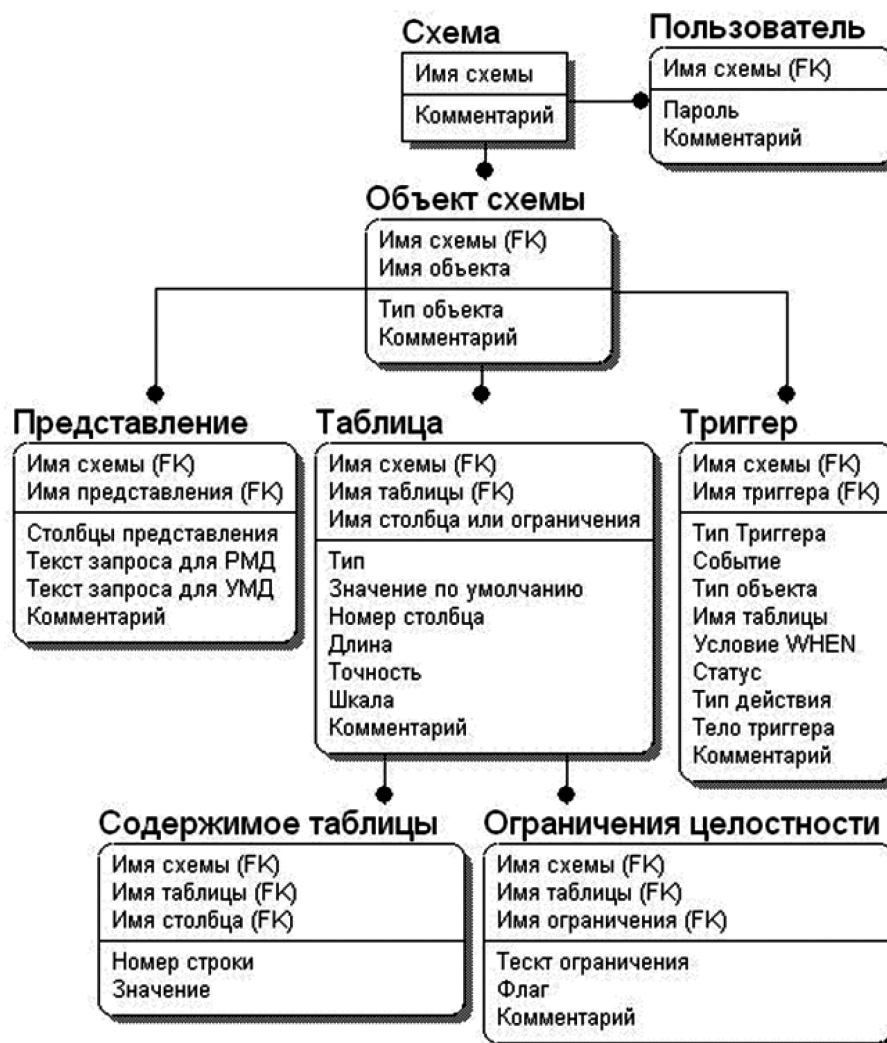 Схема
Имя схемы
Комментарий
Пользователь
Имя схемы (FK)
Пароль
Комментарий
Объект схемы
Имя схемы (FK)
Имя объекта
Тип объекта
Комментарий
Представление
Имя схемы (FK)
Имя представления (FK)
Столбцы представления
Текст запроса для РМД
Текст запроса для УМД
Комментарий
Таблица
Имя схемы (FK)
Имя таблицы (FK)
Имя столбца или ограничения
Тип
Значение по умолчанию
Номер столбца
Длина
Точность
Шкала
Комментарий
Триггер
Имя схемы (FK)
Имя триггера (FK)
Тип Триггера
Событие
Тип объекта
Имя таблицы
Условие WHEN
Статус
Тип действия
Тело триггера
Комментарий
Содержимое таблицы
Имя схемы (FK)
Имя таблицы (FK)
Имя столбца (FK)
Номер строки
Значение
Ограничения целостности
Имя схемы (FK)
Имя таблицы (FK)
Имя ограничения (FK)
Тескт ограничения
Флаг
Комментарий